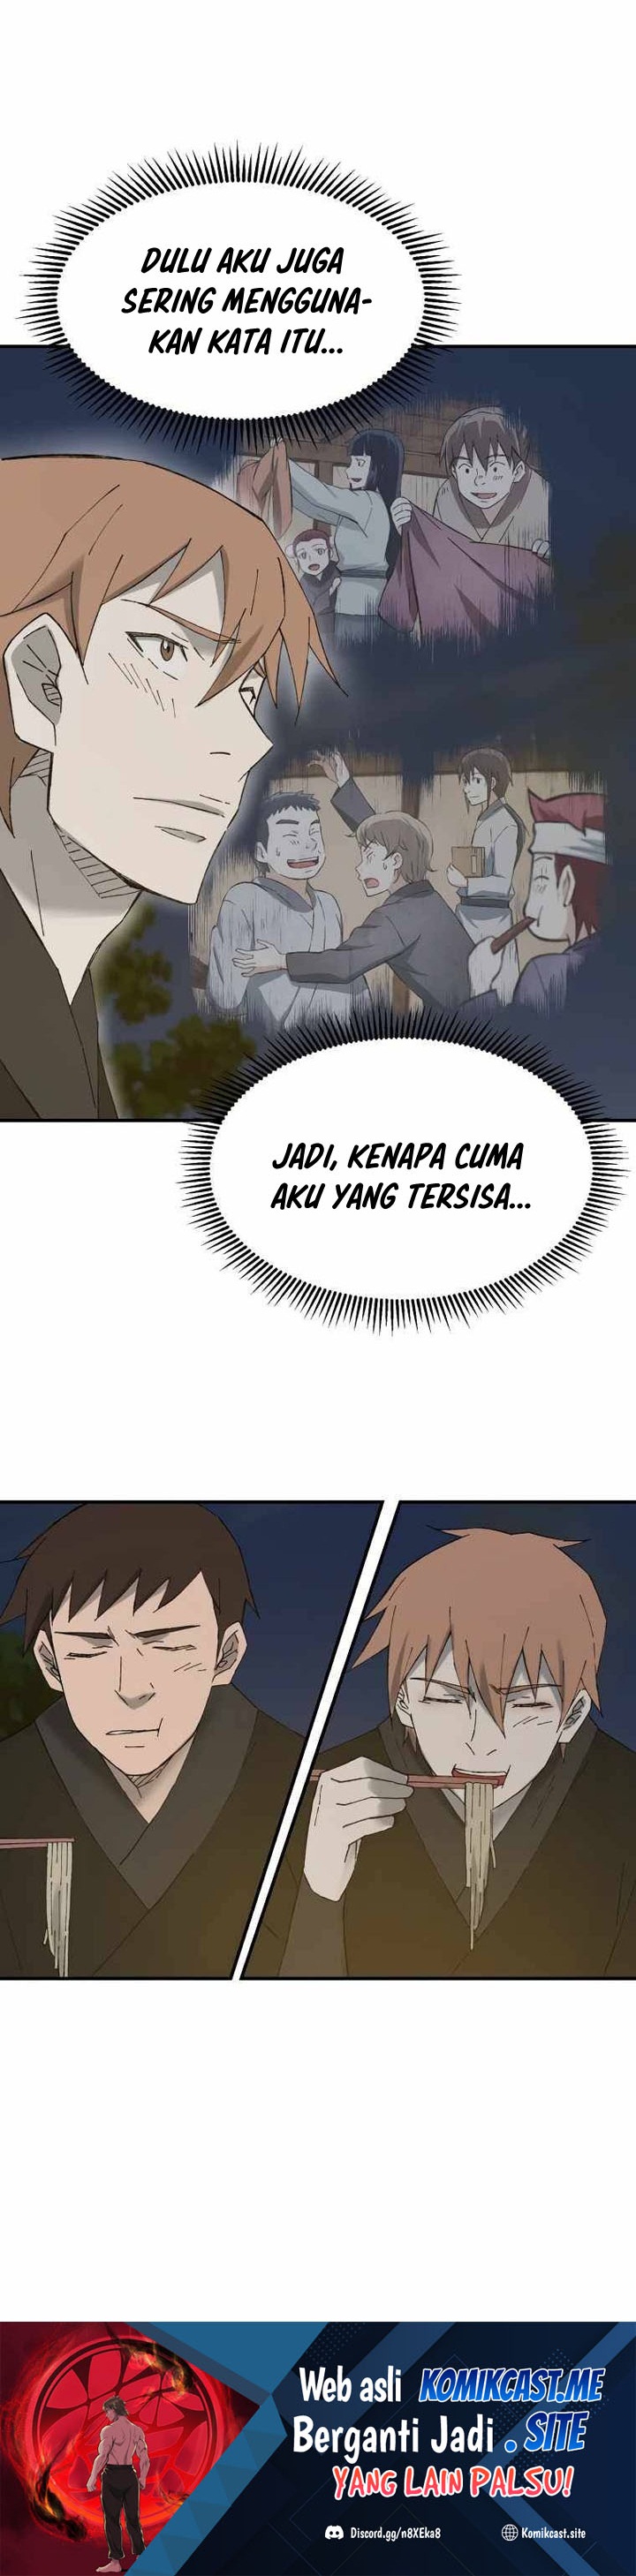 DULU AKU JUGA
SERING MENGGUNA-
KAN KATA ITU...
JADI, KENAPA CUMA
AKU YANG TERSISA...
Web asli KOMIKCAST.ME
Berganti Jadi .SITE
YANG LAIN PALSU!
Discord.gg/n8XEka8 Komikcast.site